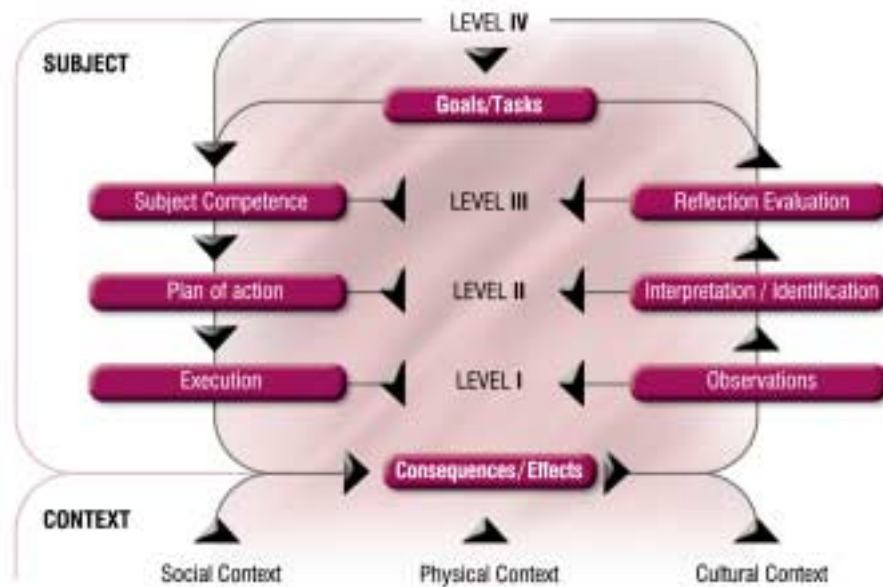 LEVEL IV
SUBJECT
Goals/Tasks
Subject Competence
LEVEL III
Reflection Evaluation
Plan of action
LEVEL II
Interpretation / Identification
Execution
LEVEL I
Observations
Consequences/Effects
CONTEXT
Social Context
Physical Context
Cultural Context